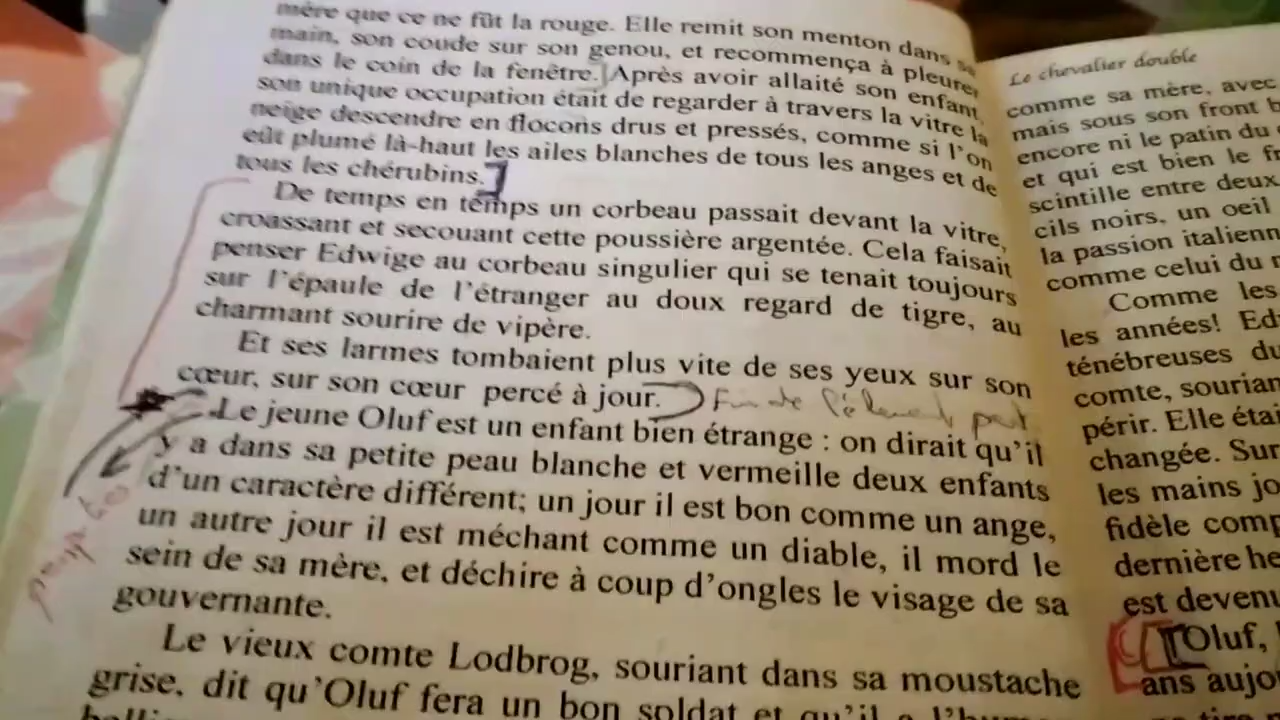 mère que ce ne fût la rouge. Elle remit son menton dans sa
main, son coude sur son genou, et recommença à pleurer
dans le coin de la fenêtre. Après avoir allaité son enfant,
son unique occupation était de regarder à travers la vitre la
neige descendre en flocons drus et pressés, comme si l'on
eût plumé là-haut les ailes blanches de tous les anges et de
tous les chérubins.
De temps en temps un corbeau passait devant la vitre,
croassant et secouant cette poussière argentée. Cela faisait
penser Edwige au corbeau singulier qui se tenait toujours
sur l'épaule de l'étranger au doux regard de tigre, au
charmant sourire de vipère.
Et ses larmes tombaient plus vite de ses yeux sur son
cœur, sur son cœur percé à jour. Fin de l'élement pert
Le jeune Oluf est un enfant bien étrange : on dirait qu'il
y a dans sa petite peau blanche et vermeille deux enfants
d'un caractère différent; un jour il est bon comme un ange,
un autre jour il est méchant comme un diable, il mord le
sein de sa mère, et déchire à coup d'ongles le visage de sa
gouvernante.
Le vieux comte Lodbrog, souriant dans sa moustache
grise, dit qu'Oluf fera un bon soldat et qu'il a l'hum
Le chevalier double
comme sa mère, avec
mais sous son front
encore ni le patin du
et qui est bien le
scintille entre deux
cils noirs, un oeil
la passion italienn
comme celui du
Comme les
les années! Ed
ténébreuses du
comte, sourian
périr. Elle étai
changée. Sur
les mains jo
fidèle comp
dernière he
est devenu
Oluf,
ans aujo